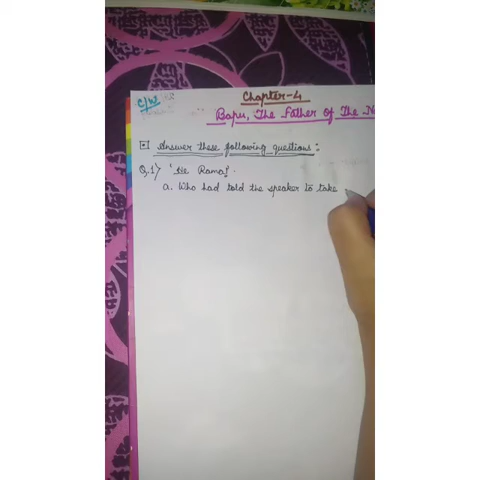 C/W
Chapter-4
Bapu, The Father Of The
Answer these following questions:
Q.1) Rama
a. Who had told the speaker to take